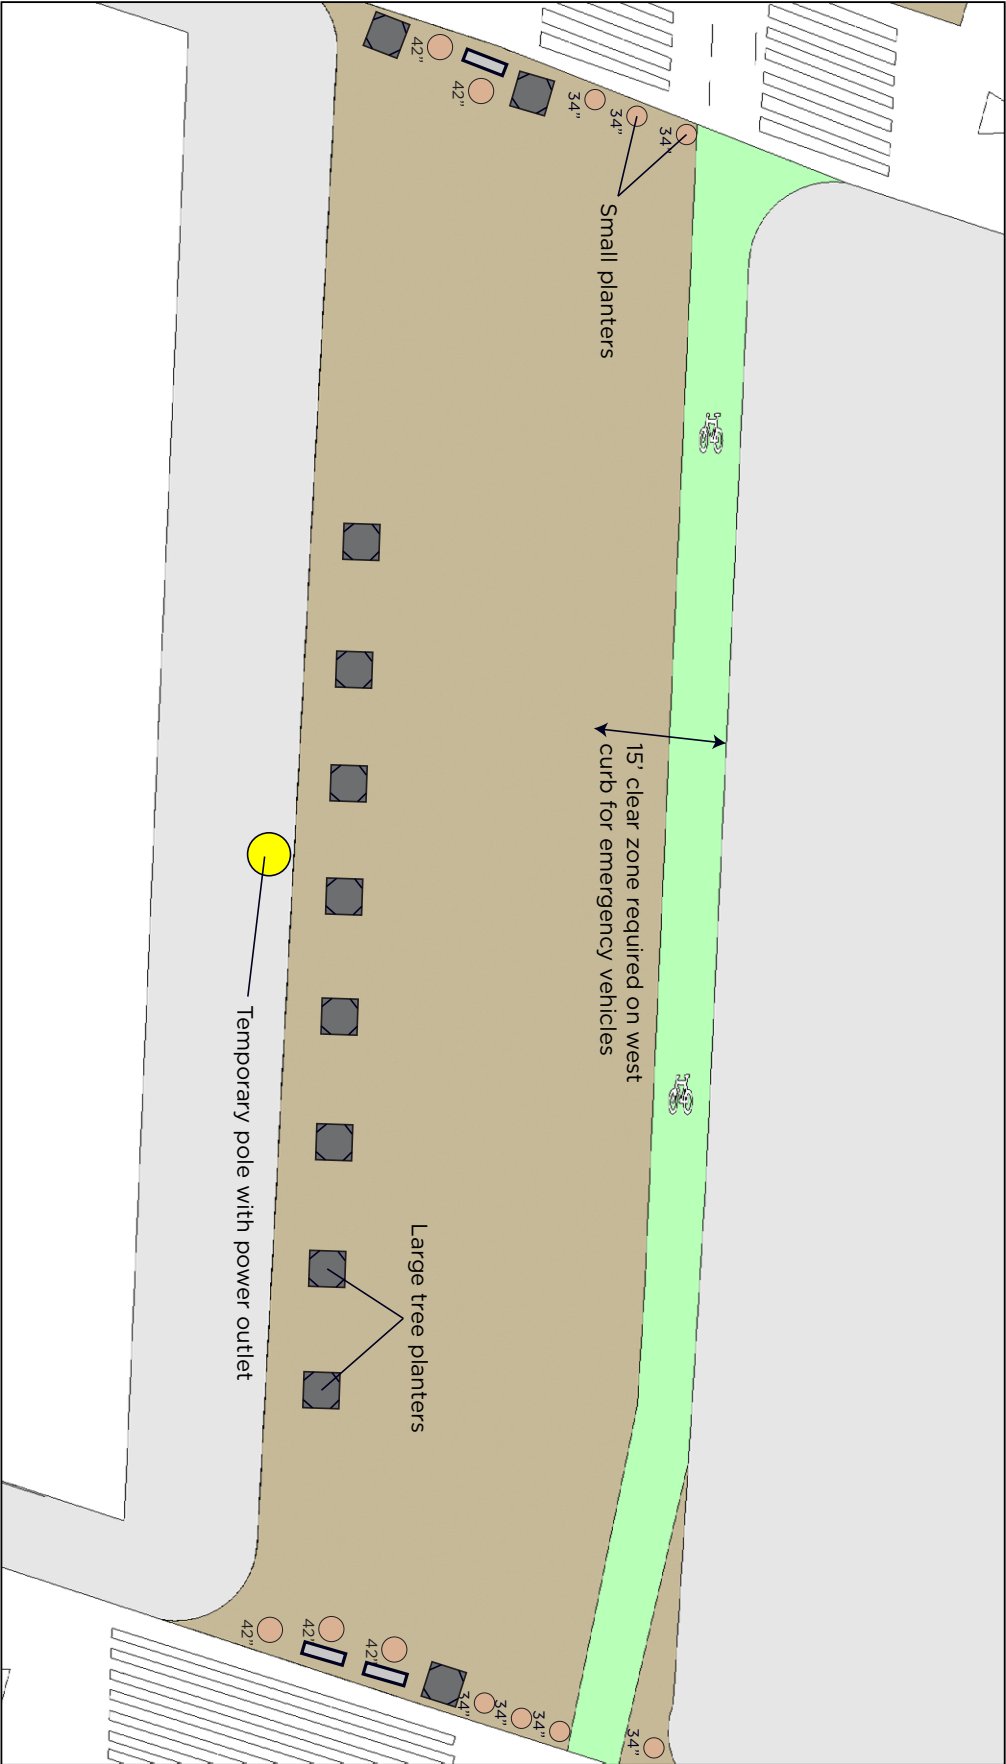 34”
34”
34”
Small planters
15’ clear zone required on west
curb for emergency vehicles
34”
34”
34”
34”
42”
42”
Large tree planters
42”
42”
42”
Temporary pole with power outlet